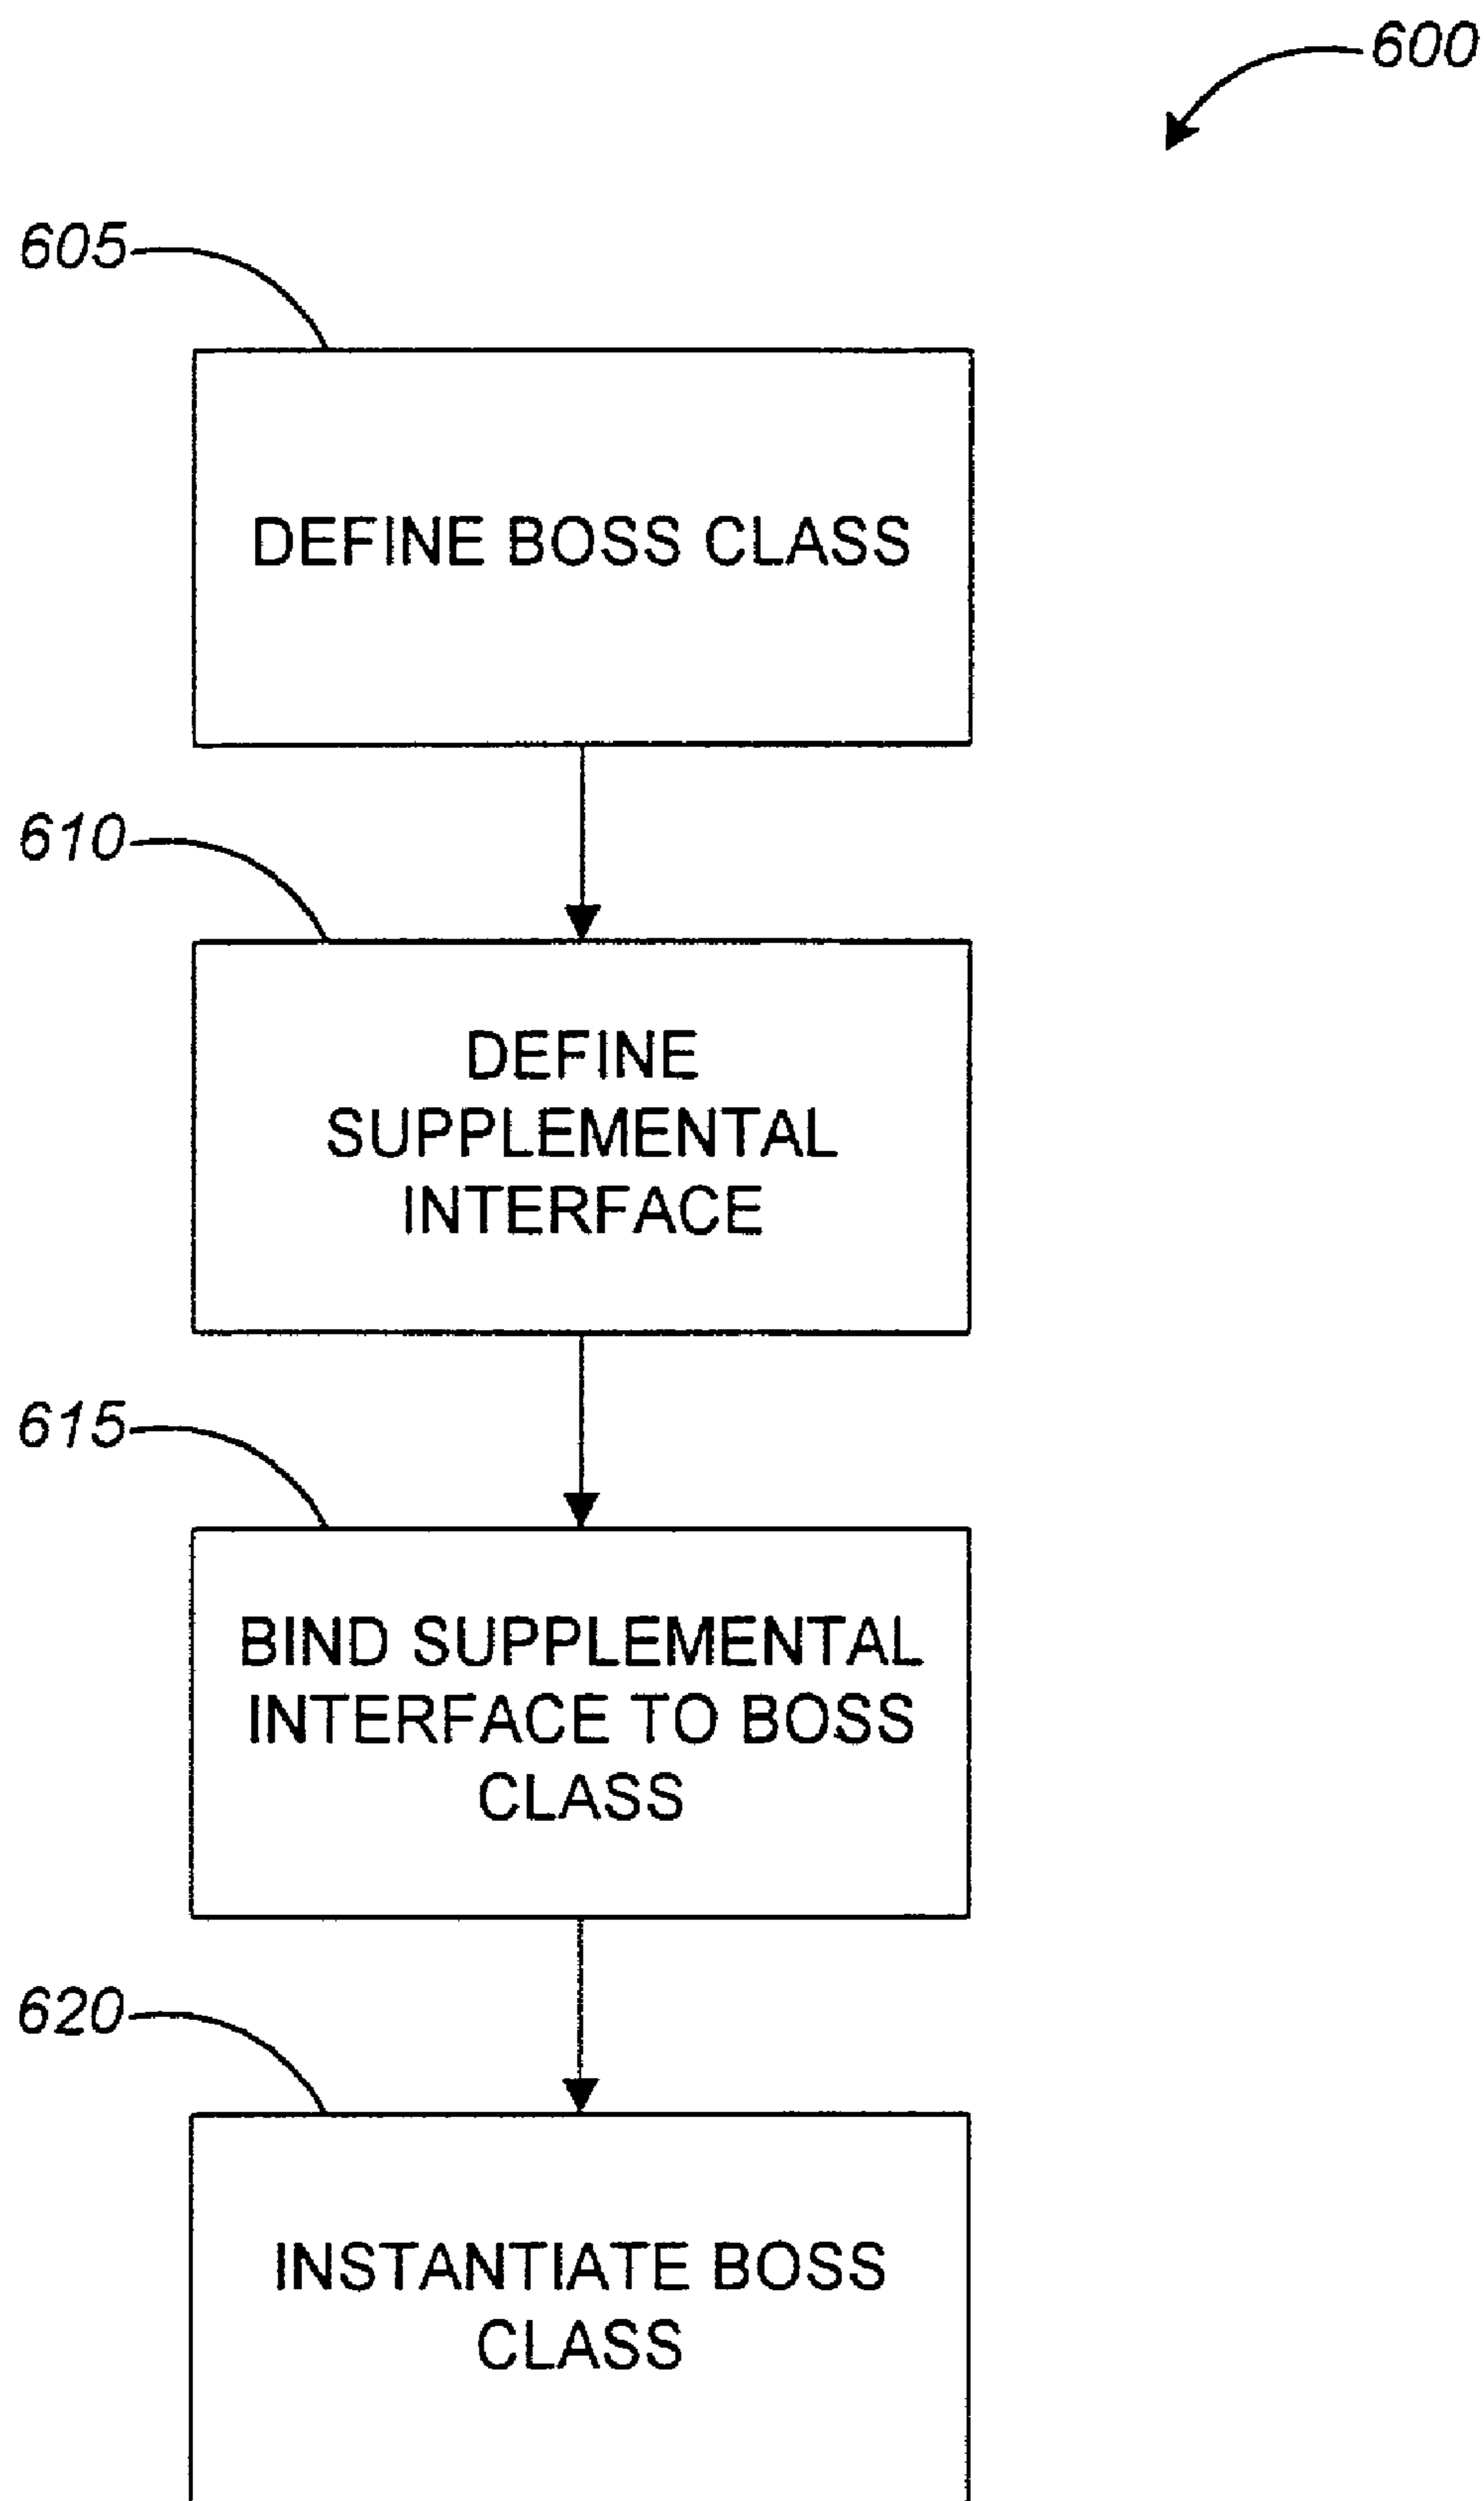 600
605
DEFINE BOSS CLASS
610
DEFINE
SUPPLEMENTAL
INTERFACE
615
BIND SUPPLEMENTAL
INTERFACE TO BOSS
CLASS
620
INSTANTIATE BOSS
CLASS